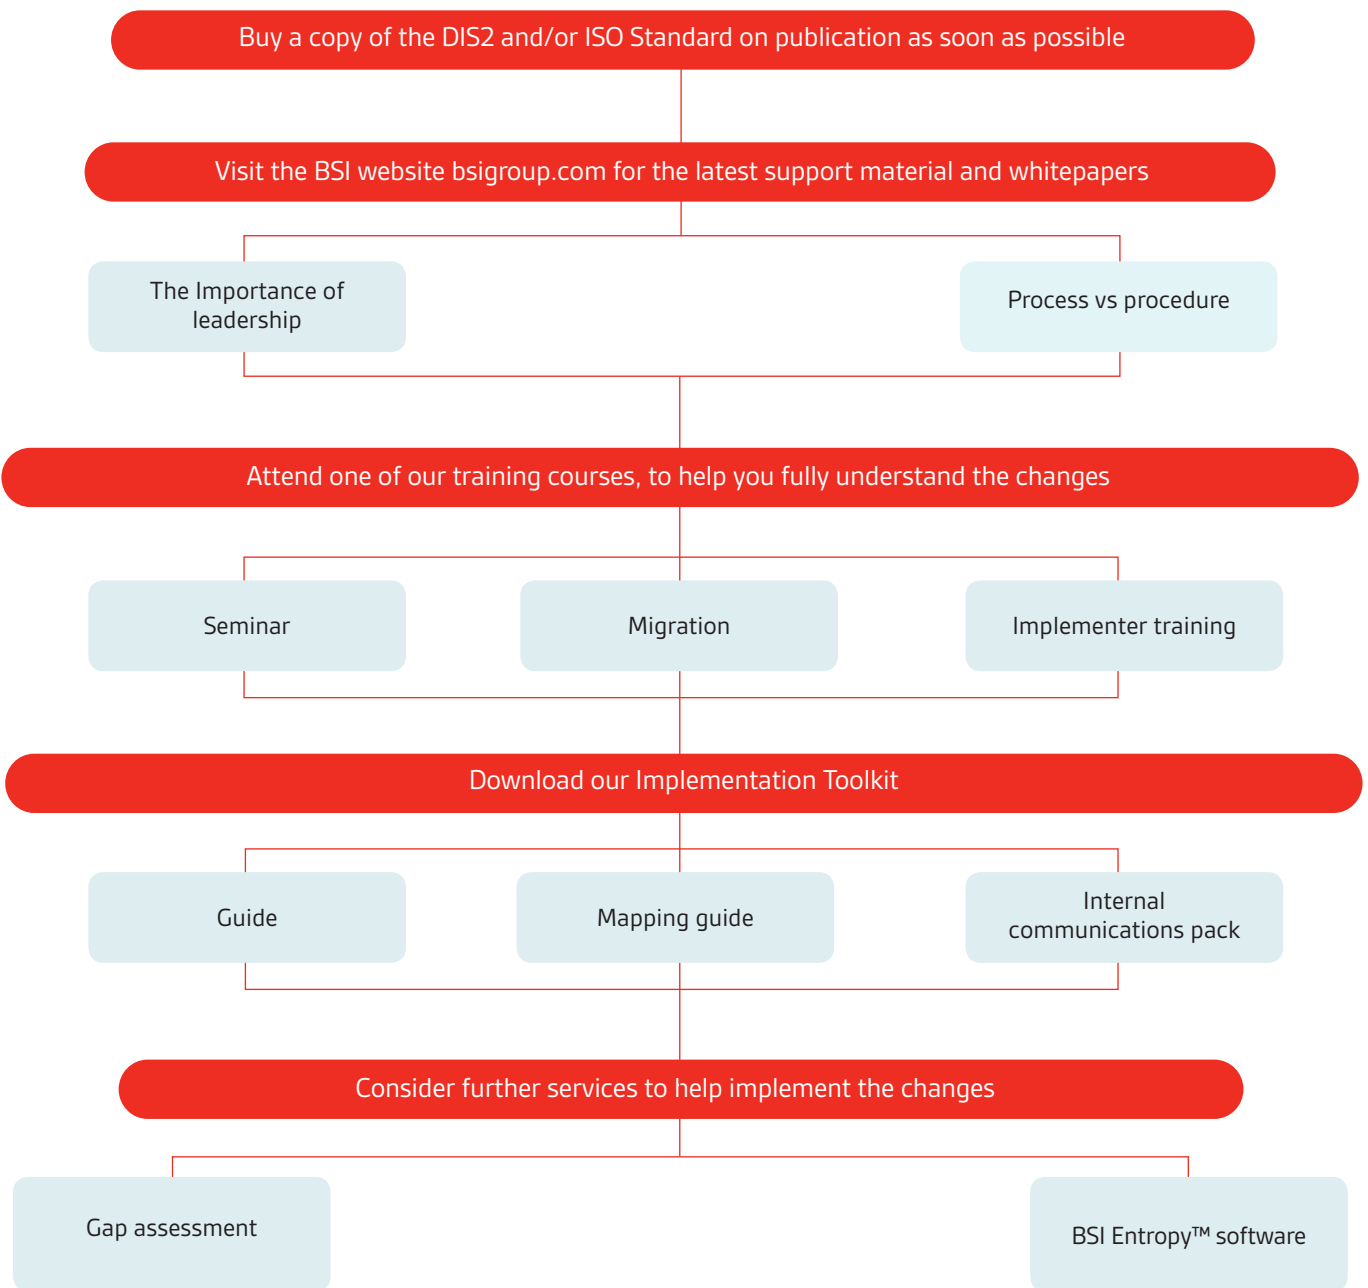 Buy a copy of the DIS2 and/or ISO Standard on publication as soon as possible
Visit the BSI website bsigroup.com for the latest support material and whitepapers
The Importance of
leadership
Process vs procedure
Attend one of our training courses, to help you fully understand the changes
Seminar
Migration
Implementer training
Download our Implementation Toolkit
Guide
Mapping guide
Internal
communications pack
Consider further services to help implement the changes
Gap assessment
BSI Entropy™ software